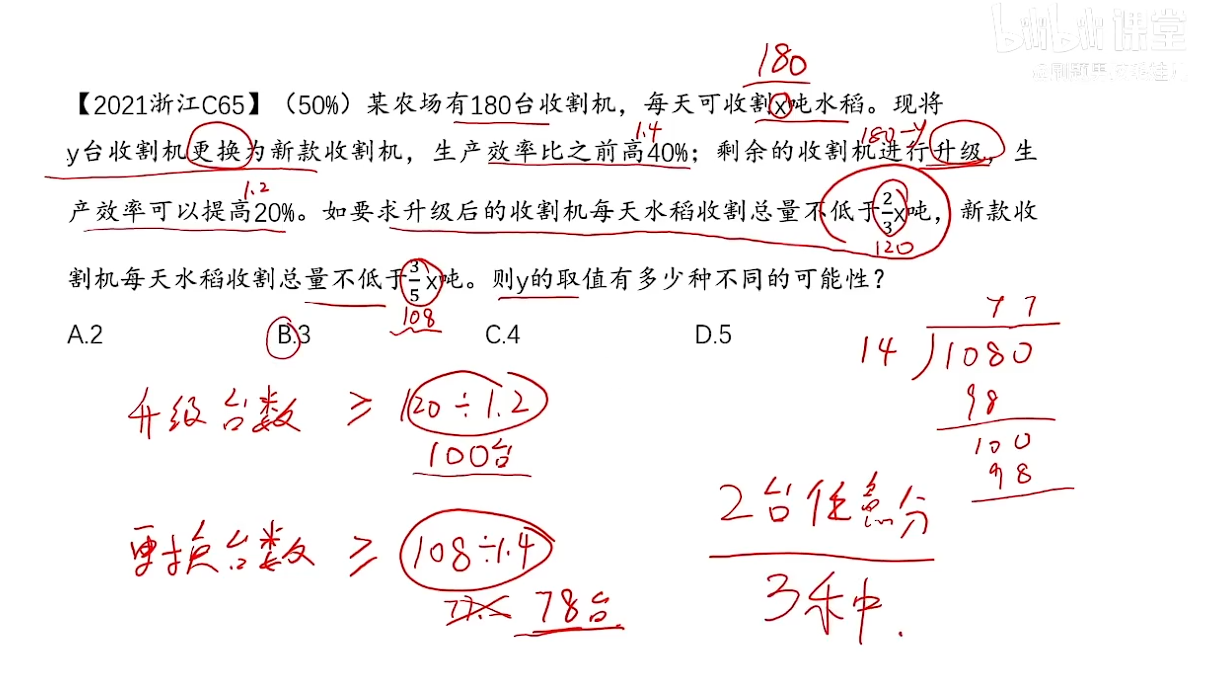 bilibili 课堂
180
【2021浙江C65】（50%）某农场有180台收割机，每天可收割x吨水稻。现将
1.4
180-y
y台收割机更换为新款收割机，生产效率比之前高40%；剩余的收割机进行升级，生
1.2
产效率可以提高20%。如要求升级后的收割机每天水稻收割总量不低于2/3x吨，新款收
120
割机每天水稻收割总量不低于3/5x吨。则y的取值有多少种不同的可能性？
108
A.2 B.3 C.4 D.5
77
14 1080
98
100
98
升级台数 ≥ 120÷1.2
100台
2台任意分
更换台数 ≥ 108÷1.4
78台
3种.